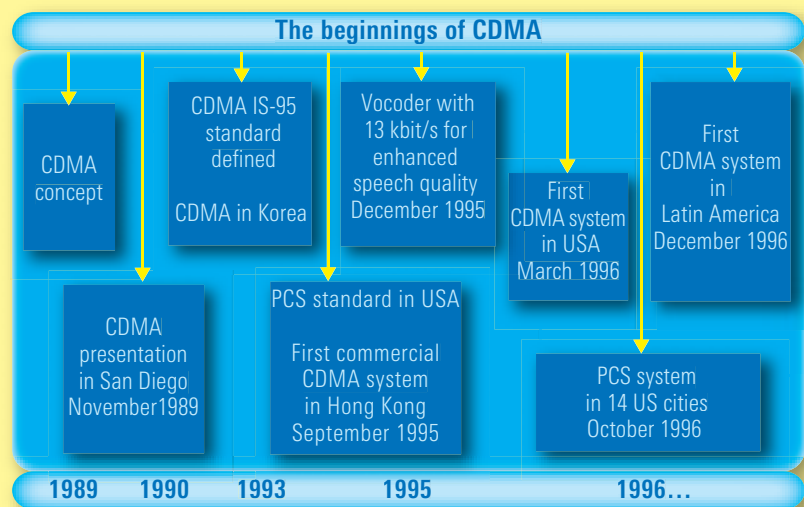 The beginnings of CDMA
CDMA
concept
CDMA IS-95
standard
defined
CDMA in Korea
Vocoder with
13 kbit/s for
enhanced
speech quality
December 1995
First
CDMA system
in USA
March 1996
First
CDMA system
in
Latin America
December 1996
CDMA
presentation
in San Diego
November1989
PCS standard in USA
First commercial
CDMA system
in Hong Kong
September 1995
PCS system
in 14 US cities
October 1996
1989 1990 1993 1995 1996...